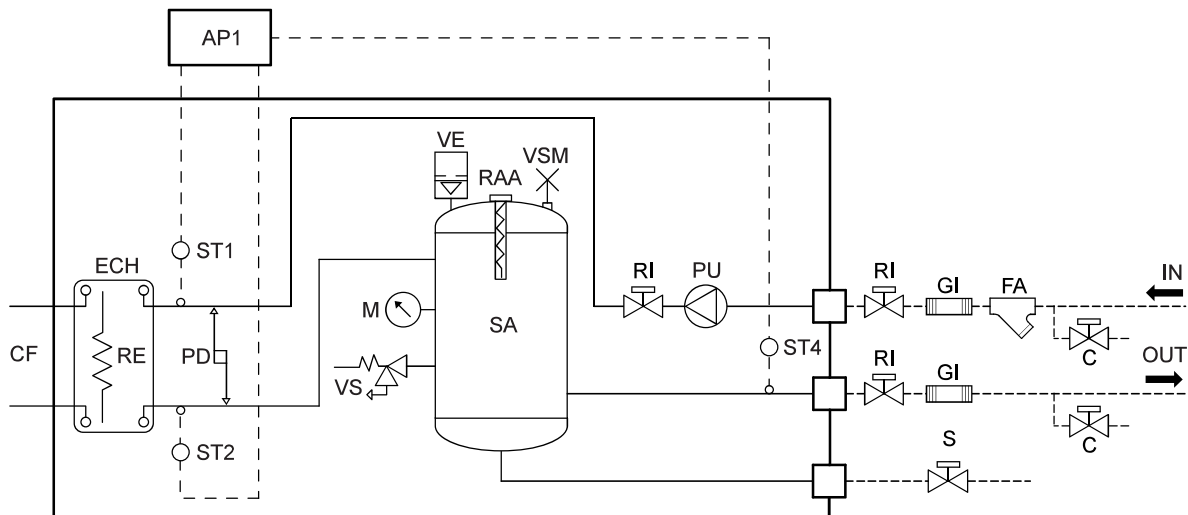 AP1
VE
VSM
RAA
ST1
ECH
RI
PU
RI
GI
FA
IN
M
SA
CF
RE
PD
ST4
C
OUT
VS
RI
GI
ST2
C
S